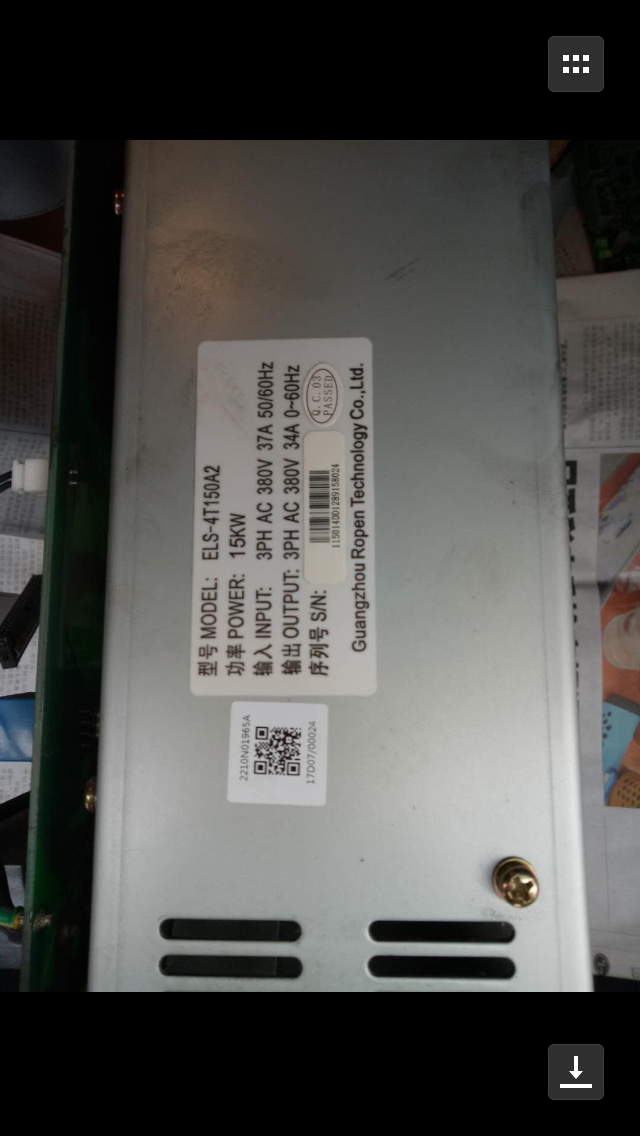 型号 MODEL: ELS-4T150A2
功率 POWER: 15KW
输入 INPUT: 3PH AC 380V 37A 50/60Hz
输出 OUTPUT: 3PH AC 380V 34A 0~60Hz
序列号 S/N: 115014D01289158024
Q.C.03
PASSED
Guangzhou Ropen Technology Co.,Ltd.
2210N01965A
17D07/00024